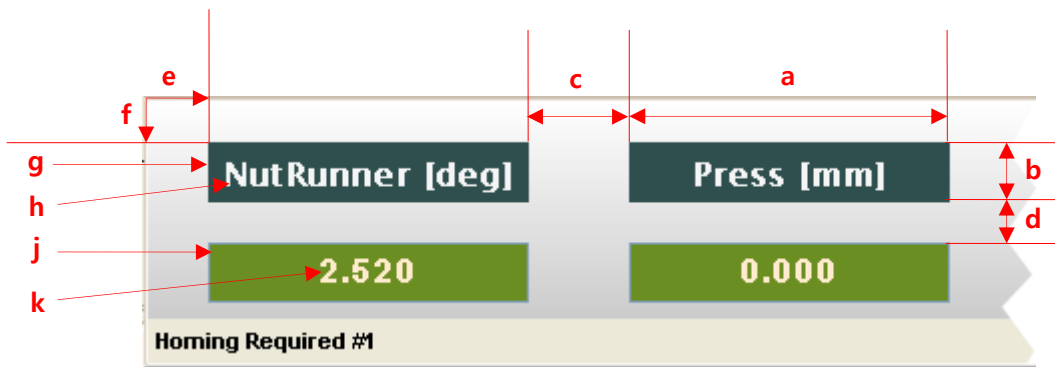 e
c
a
f
g
NutRunner [deg]
Press [mm]
b
h
d
j
2.520
0.000
k
Homing Required #1